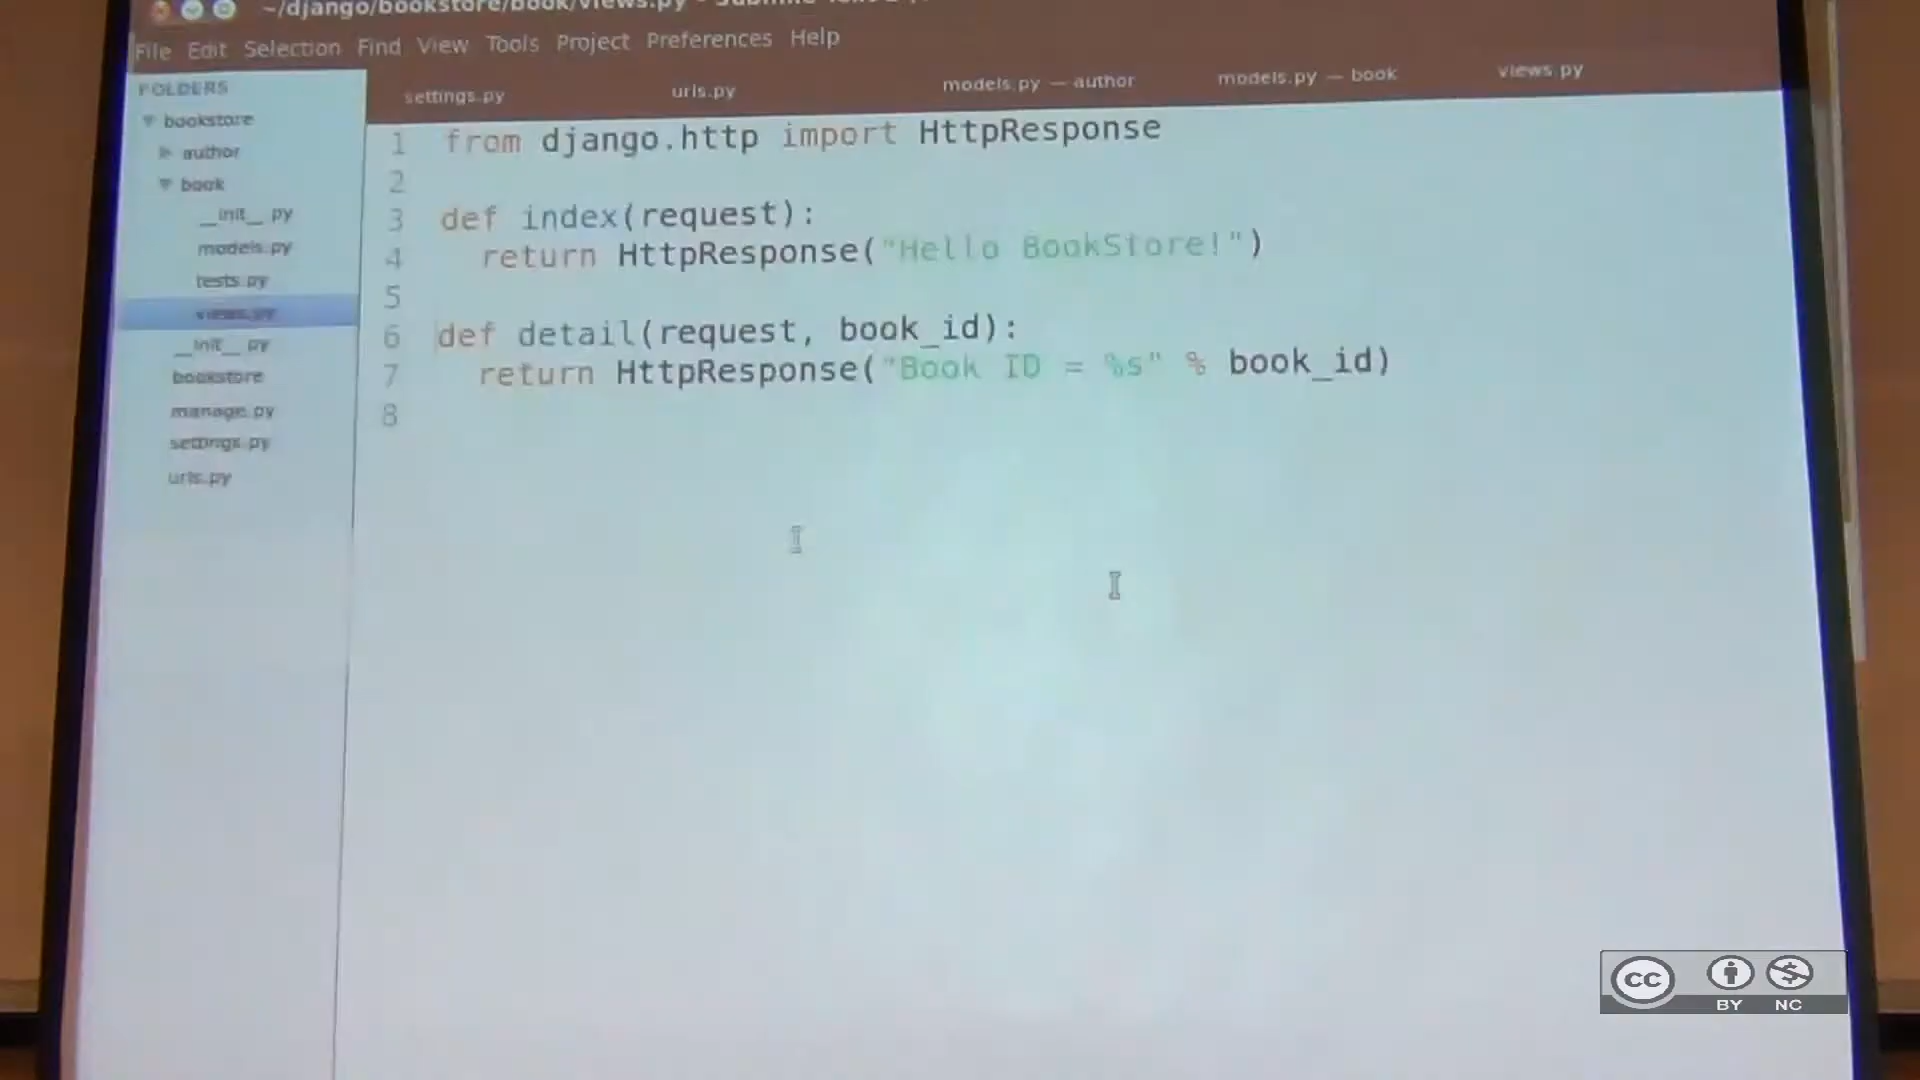 ~/django/bookstore/book/views.py -
File Edit Selection Find View Tools Project Preferences Help
settings.py urls.py models.py — author models.py — book views.py
FOLDERS
bookstore
author
book
__init__.py
models.py
tests.py
views.py
__init__.py
bookstore
manage.py
settings.py
urls.py
1 from django.http import HttpResponse
2
3 def index(request):
4 return HttpResponse("Hello BookStore!")
5
6 def detail(request, book_id):
7 return HttpResponse("Book ID = %s" % book_id)
8
cc
BY NC